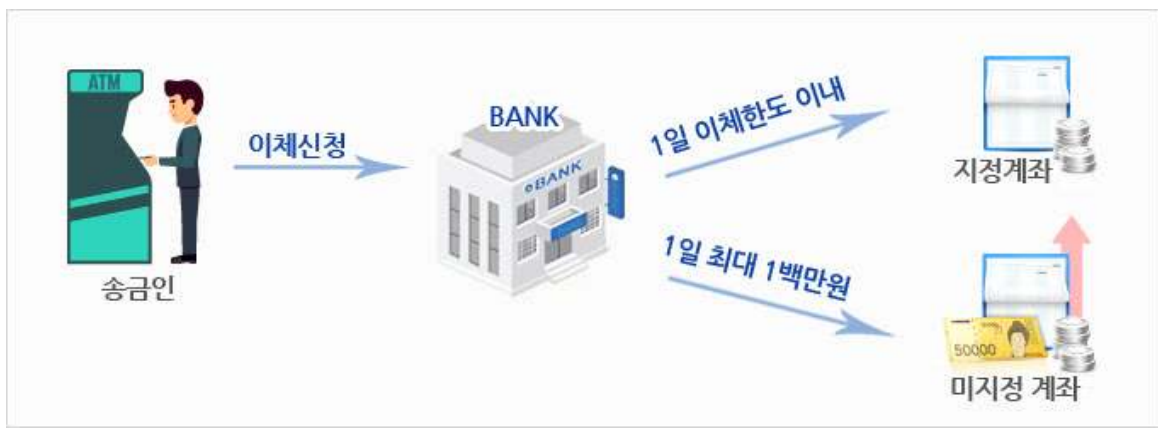 ATM
송금인
이체신청
BANK
BANK
1일 이체한도 이내
지정계좌
1일 최대 1백만원
50000
미지정 계좌